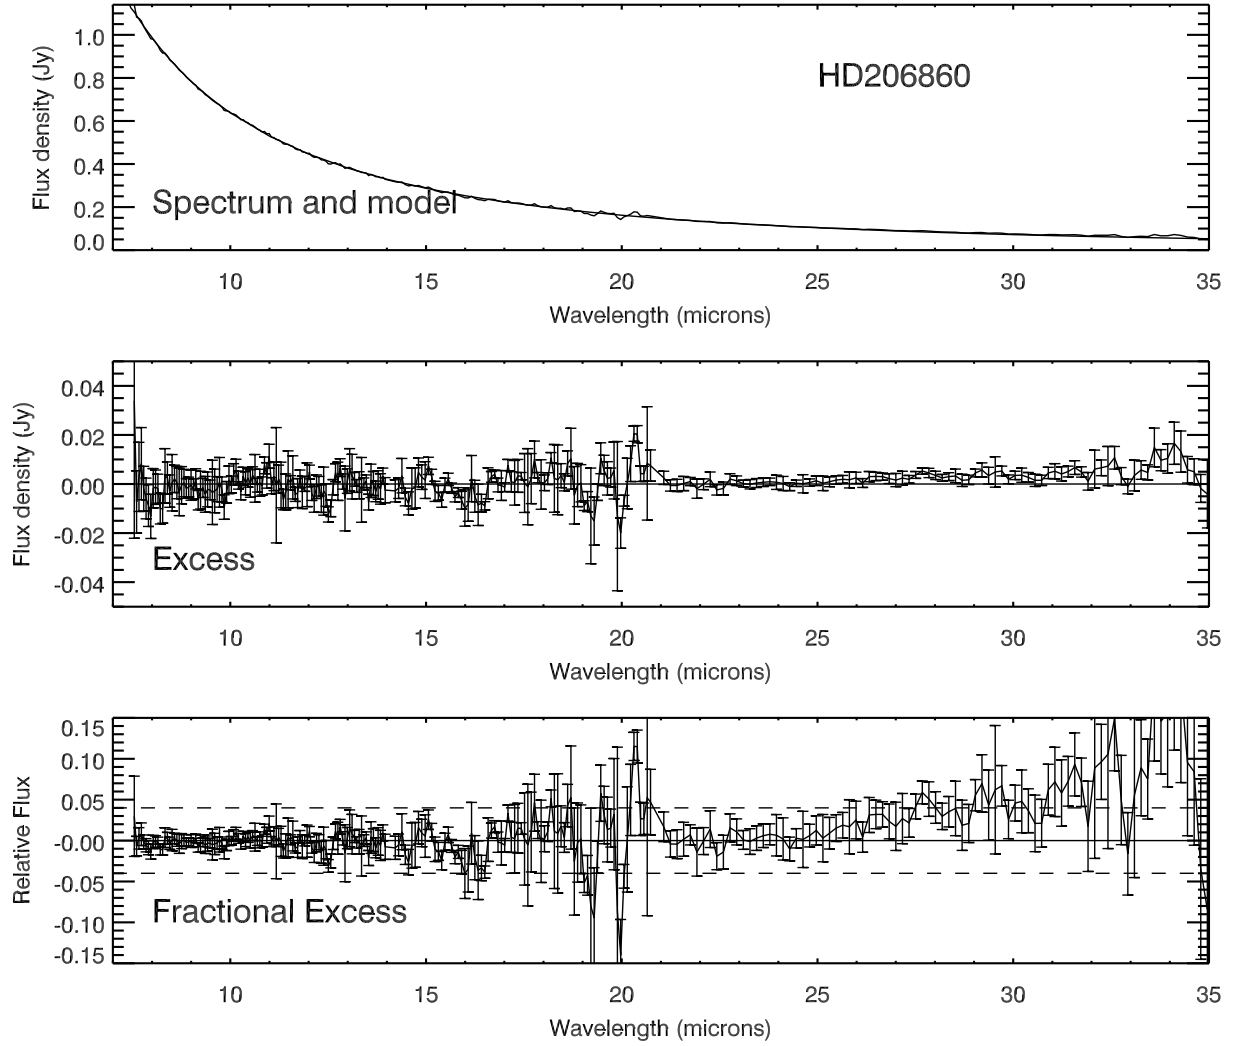 1.0
0.8
0.6
0.4
0.2
0.0
Flux density (Jy)
HD206860
Spectrum and model
10 15 20 25 30 35
Wavelength (microns)
0.04
0.02
0.00
-0.02
-0.04
Flux density (Jy)
Excess
10 15 20 25 30 35
Wavelength (microns)
0.15
0.10
0.05
-0.00
-0.05
-0.10
-0.15
Relative Flux
Fractional Excess
10 15 20 25 30 35
Wavelength (microns)